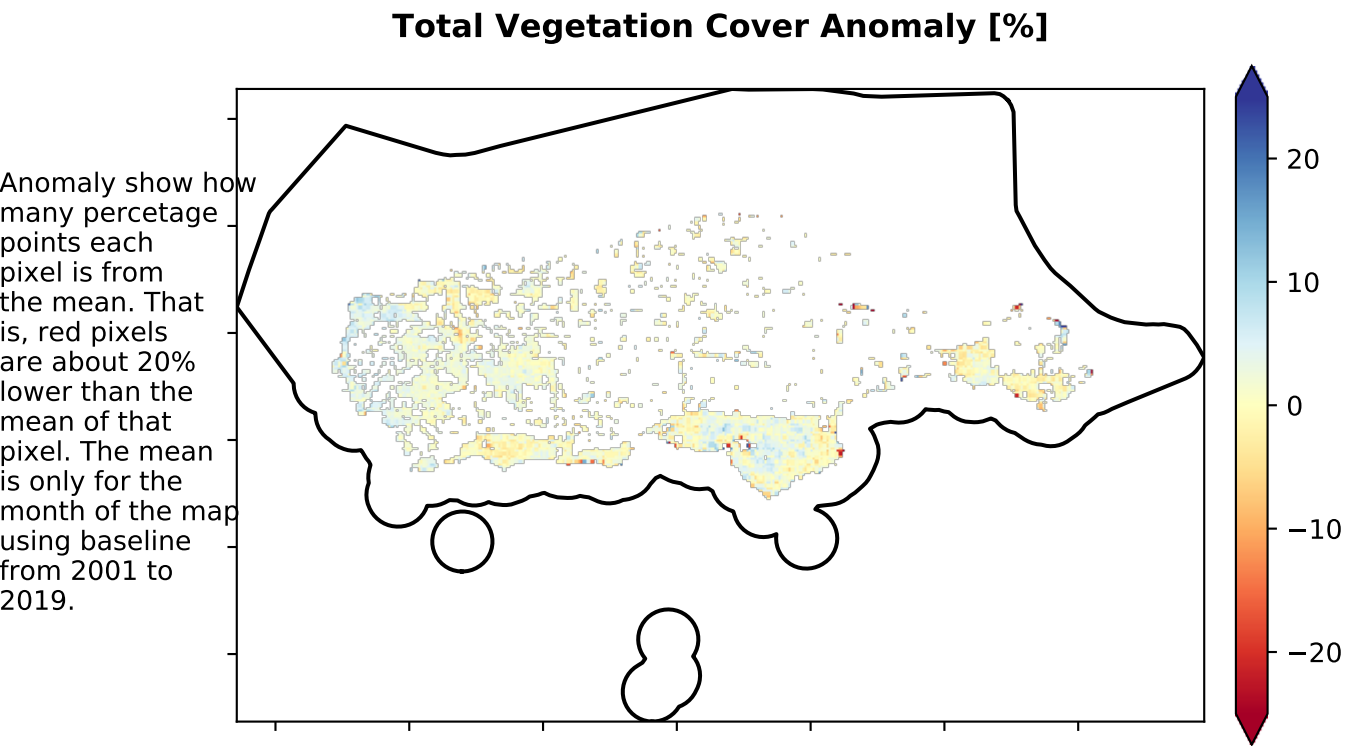 Total Vegetation Cover Anomaly [%]
Anomaly show how
many percetage
points each
pixel is from
the mean. That
is, red pixels
are about 20%
lower than the
mean of that
pixel. The mean
is only for the
month of the map
using baseline
from 2001 to
2019.
20
10
0
−10
−20